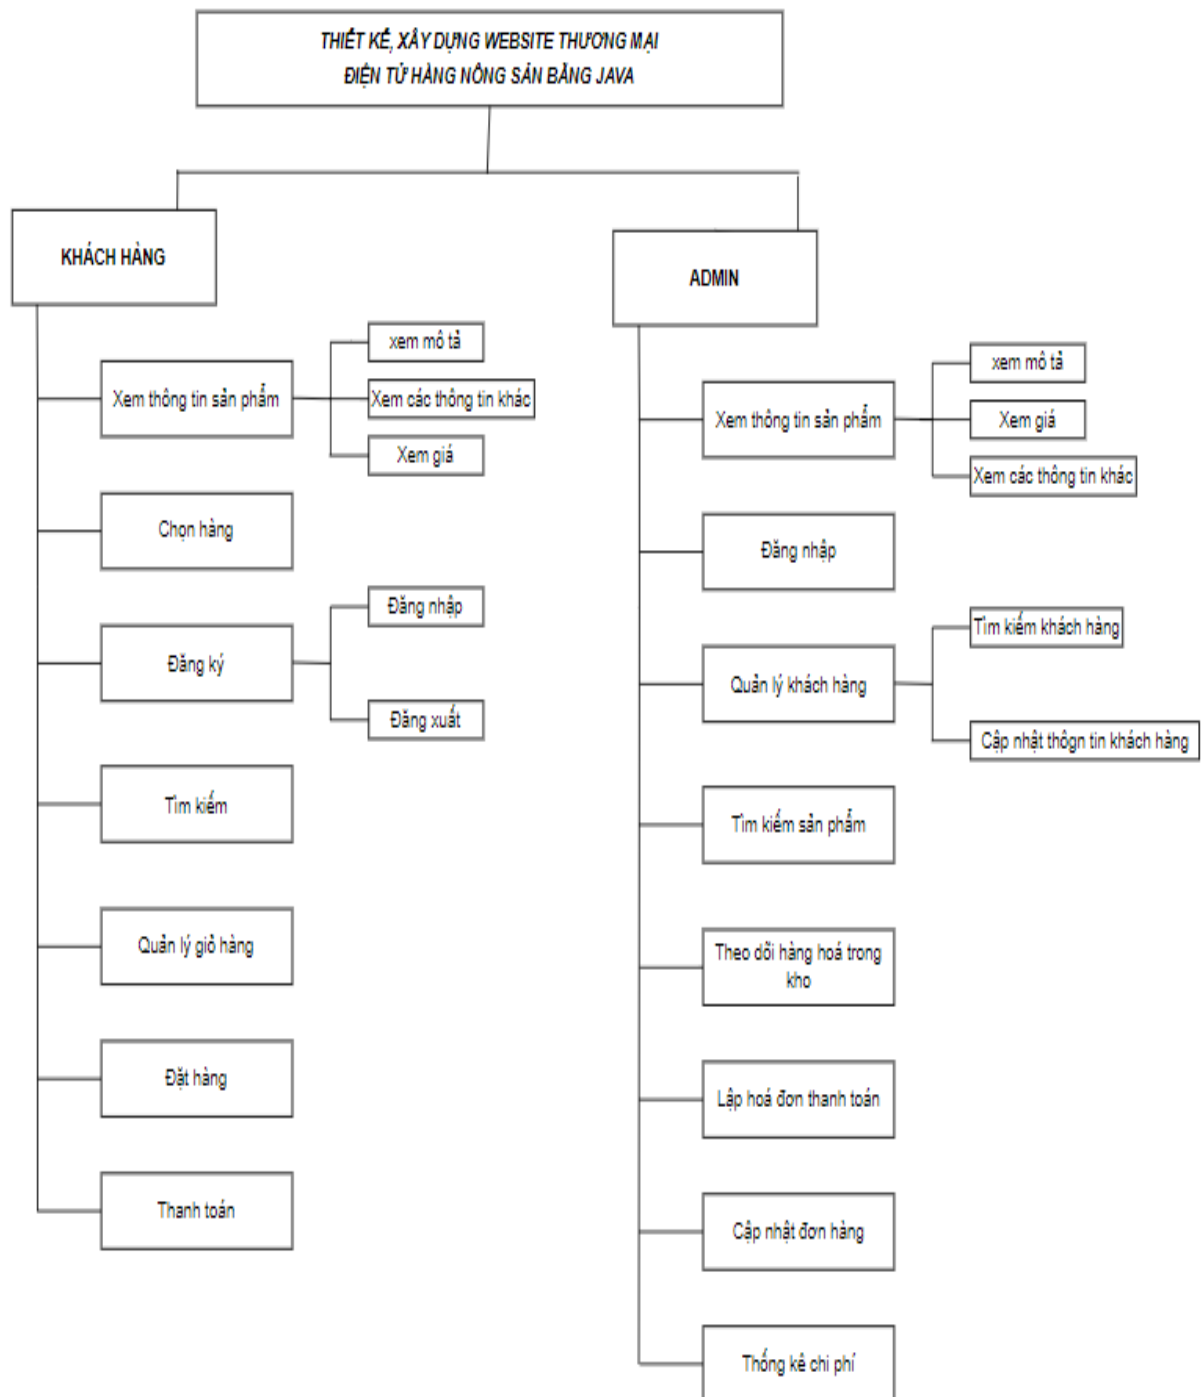 THIẾT KẾ, XÂY DỰNG WEBSITE THƯƠNG MẠI
ĐIỆN TỬ HÀNG NÔNG SẢN BẰNG JAVA
KHÁCH HÀNG
Xem thông tin sản phẩm
xem mô tả
Xem các thông tin khác
Xem giá
Chọn hàng
Đăng ký
Đăng nhập
Đăng xuất
Tìm kiếm
Quản lý giỏ hàng
Đặt hàng
Thanh toán
ADMIN
Xem thông tin sản phẩm
xem mô tả
Xem giá
Xem các thông tin khác
Đăng nhập
Quản lý khách hàng
Tìm kiếm khách hàng
Cập nhật thôgn tin khách hàng
Tìm kiếm sản phẩm
Theo dõi hàng hoá trong
kho
Lập hoá đơn thanh toán
Cập nhật đơn hàng
Thống kê chi phí